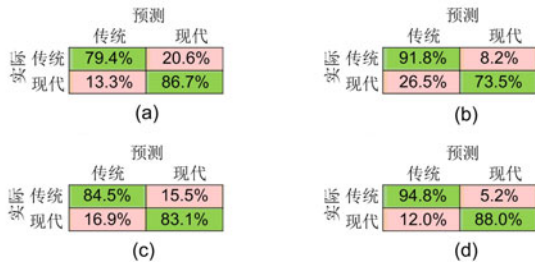 预测
传统 现代
实际 传统 79.4% 20.6%
现代 13.3% 86.7%
(a)
预测
传统 现代
实际 传统 91.8% 8.2%
现代 26.5% 73.5%
(b)
预测
传统 现代
实际 传统 84.5% 15.5%
现代 16.9% 83.1%
(c)
预测
传统 现代
实际 传统 94.8% 5.2%
现代 12.0% 88.0%
(d)